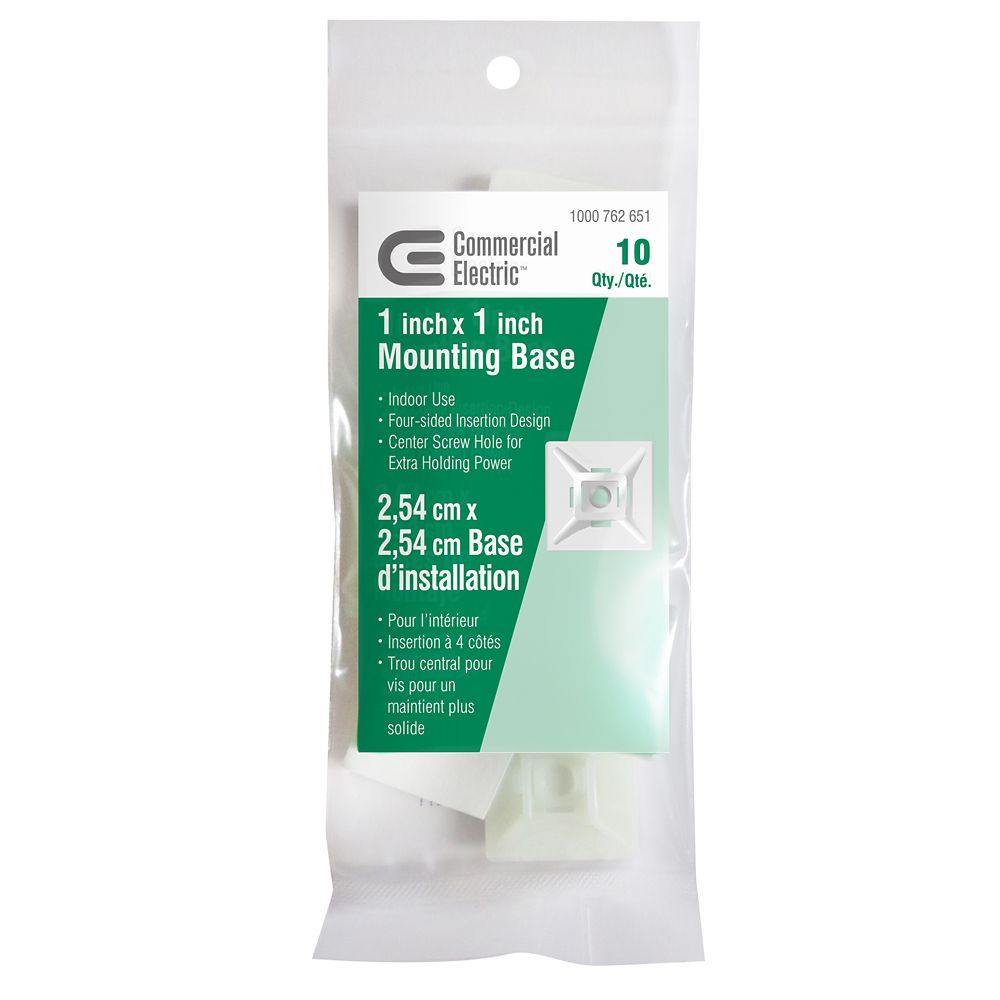 1000 762 651
Commercial
Electric™
10
Qty./Qté.
1 inch x 1 inch
Mounting Base
• Indoor Use
• Four-sided Insertion Design
• Center Screw Hole for
Extra Holding Power
2,54 cm x
2,54 cm Base
d'installation
• Pour l'intérieur
• Insertion à 4 côtés
• Trou central pour
vis pour un
maintient plus
solide